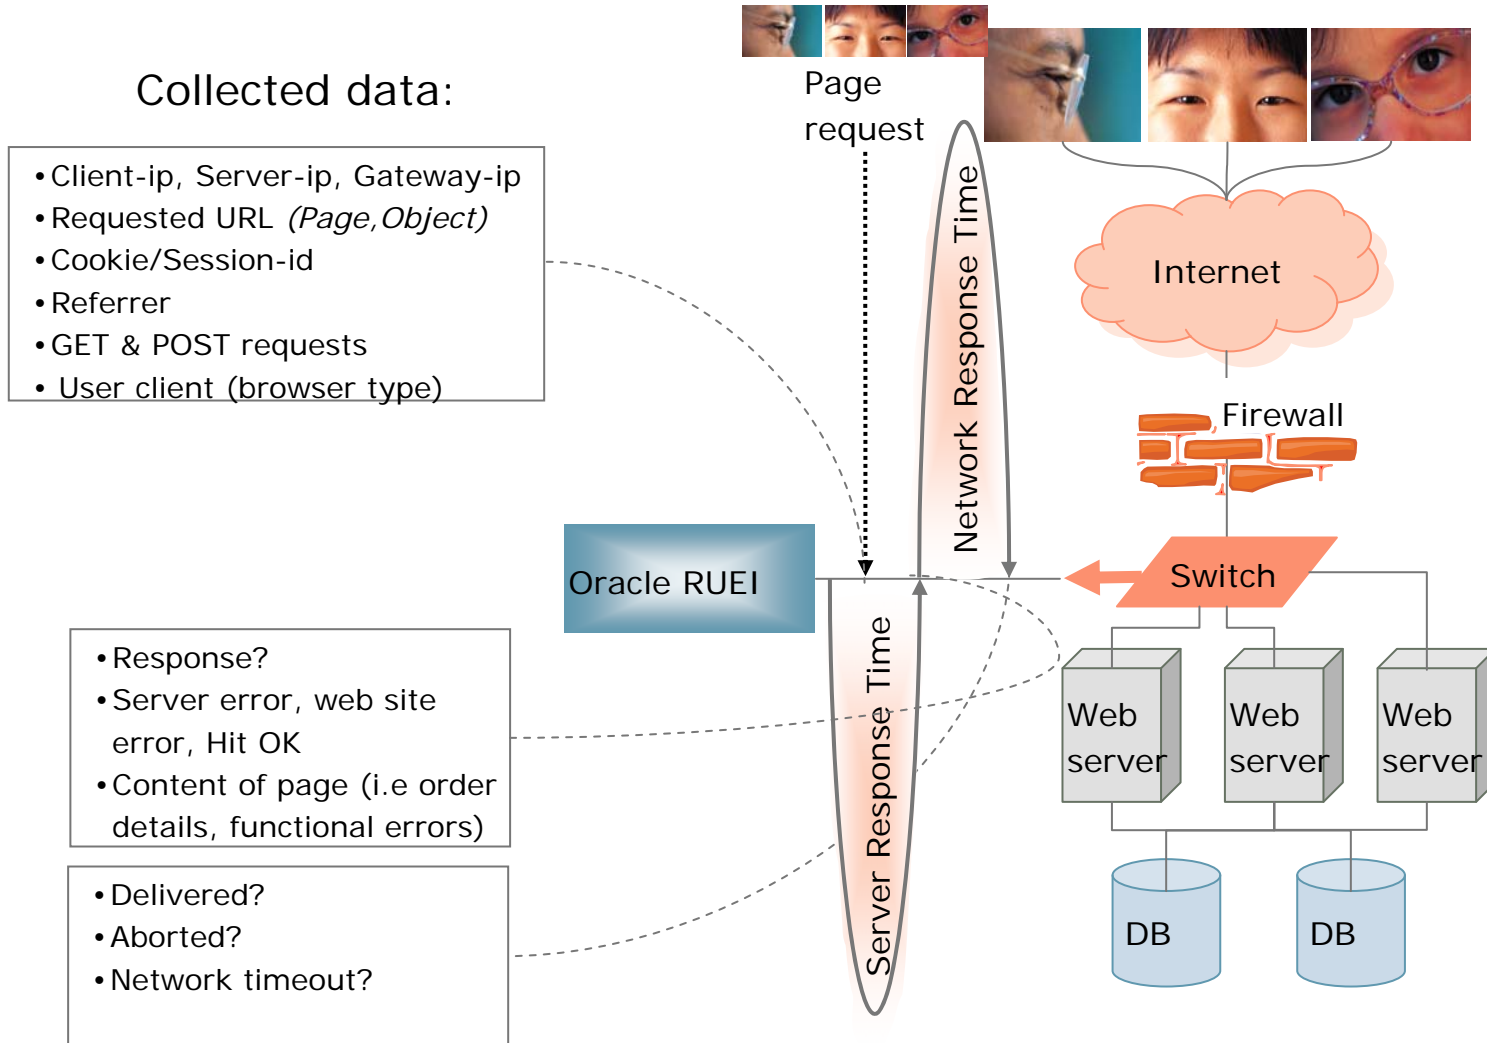 Collected data:
• Client-ip, Server-ip, Gateway-ip
• Requested URL (Page,Object)
• Cookie/Session-id
• Referrer
• GET & POST requests
• User client (browser type)
Page
request
Network Response Time
Internet
Firewall
Oracle RUEI
Switch
Server Response Time
• Response?
• Server error, web site
error, Hit OK
• Content of page (i.e order
details, functional errors)
• Delivered?
• Aborted?
• Network timeout?
Web
server
Web
server
Web
server
DB
DB